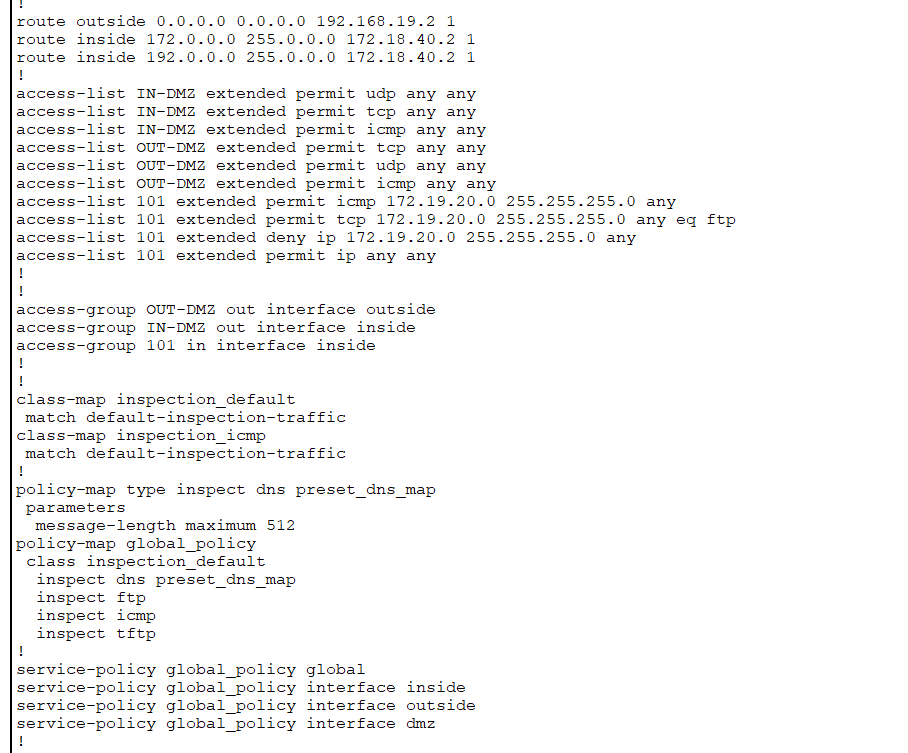 !
route outside 0.0.0.0 0.0.0.0 192.168.19.2 1
route inside 172.0.0.0 255.0.0.0 172.18.40.2 1
route inside 192.0.0.0 255.0.0.0 172.18.40.2 1
!
access-list IN-DMZ extended permit udp any any
access-list IN-DMZ extended permit tcp any any
access-list IN-DMZ extended permit icmp any any
access-list OUT-DMZ extended permit tcp any any
access-list OUT-DMZ extended permit udp any any
access-list OUT-DMZ extended permit icmp any any
access-list 101 extended permit icmp 172.19.20.0 255.255.255.0 any
access-list 101 extended permit tcp 172.19.20.0 255.255.255.0 any eq ftp
access-list 101 extended deny ip 172.19.20.0 255.255.255.0 any
access-list 101 extended permit ip any any
!
!
access-group OUT-DMZ out interface outside
access-group IN-DMZ out interface inside
access-group 101 in interface inside
!
!
class-map inspection_default
 match default-inspection-traffic
class-map inspection_icmp
 match default-inspection-traffic
!
policy-map type inspect dns preset_dns_map
 parameters
  message-length maximum 512
policy-map global_policy
 class inspection_default
  inspect dns preset_dns_map
  inspect ftp
  inspect icmp
  inspect tftp
!
service-policy global_policy global
service-policy global_policy interface inside
service-policy global_policy interface outside
service-policy global_policy interface dmz
!